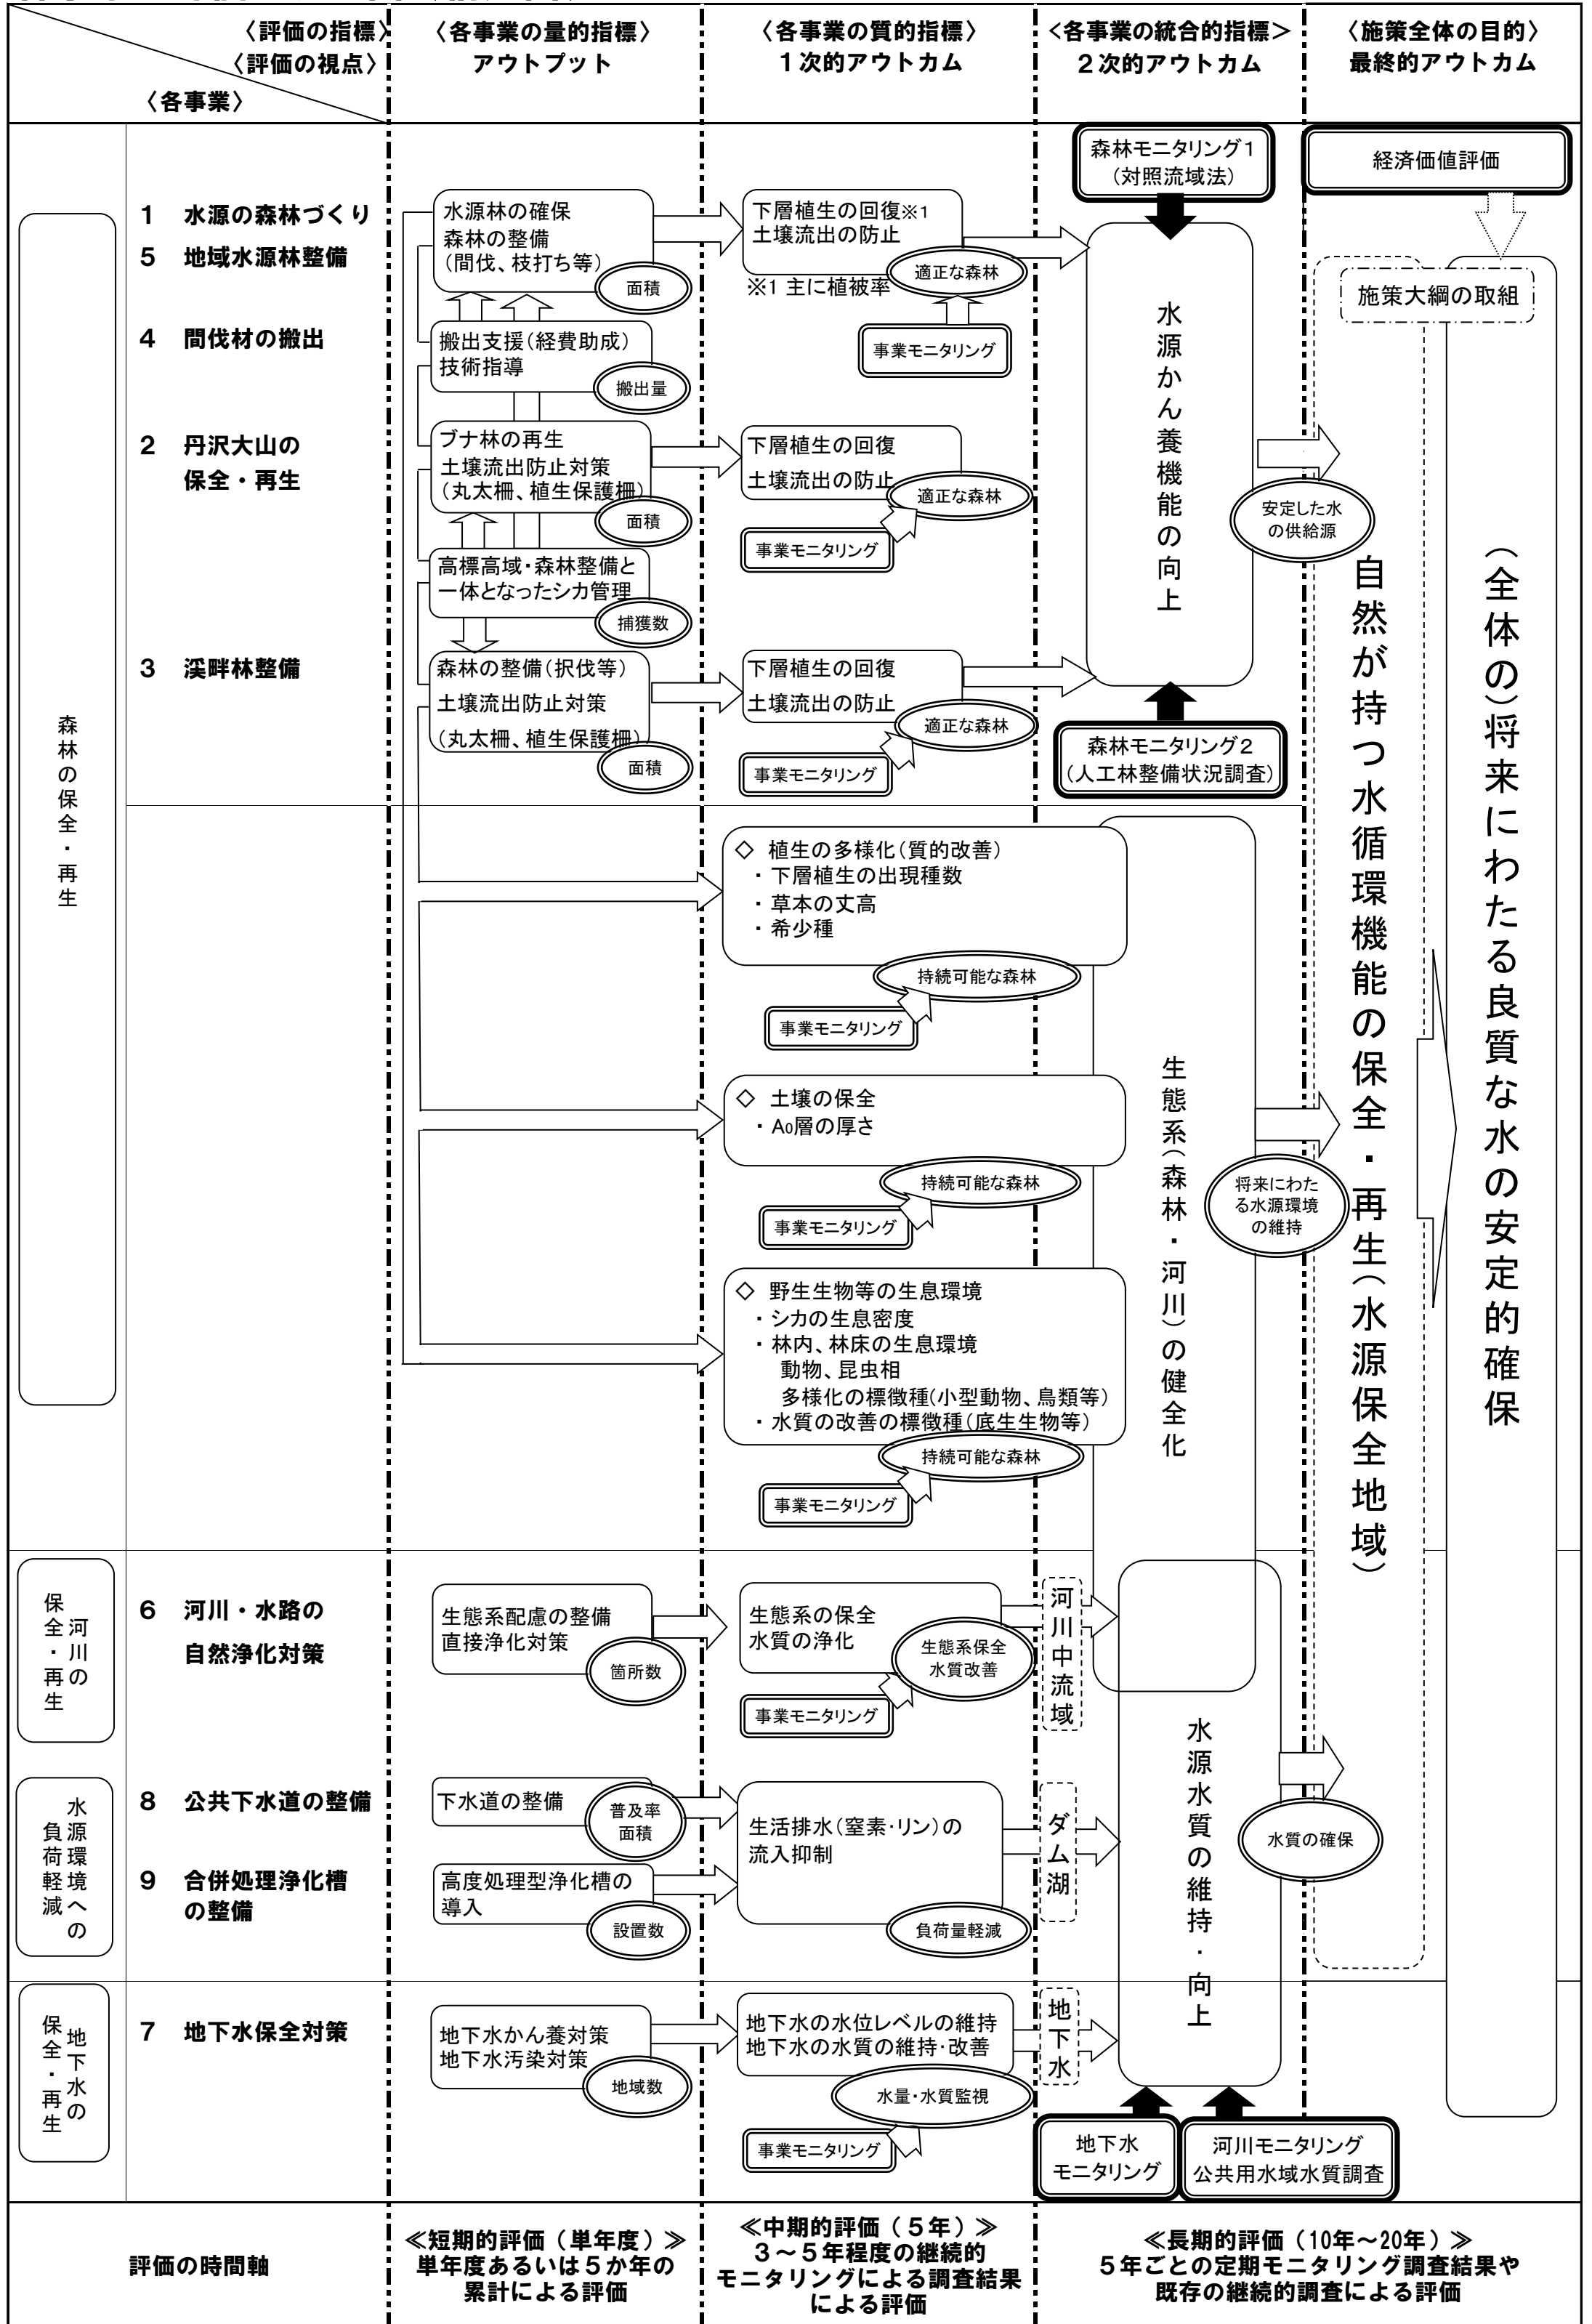 〈評価の指標〉
〈評価の視点〉
〈各事業〉
〈各事業の量的指標〉
アウトプット
〈各事業の質的指標〉
１次的アウトカム
＜各事業の統合的指標＞
２次的アウトカム
〈施策全体の目的〉
最終的アウトカム
森林の保全・再生
1　水源の森林づくり
5　地域水源林整備
4　間伐材の搬出
2　丹沢大山の
保全・再生
3　渓畔林整備
水源林の確保
森林の整備
（間伐、枝打ち等）
面積
搬出支援（経費助成）
技術指導
搬出量
ブナ林の再生
土壌流出防止対策
（丸太柵、植生保護柵）
面積
高標高域・森林整備と
一体となったシカ管理
捕獲数
森林の整備（択伐等）
土壌流出防止対策
（丸太柵、植生保護柵）
面積
下層植生の回復※1
土壌流出の防止
適正な森林
※1 主に植被率
事業モニタリング
下層植生の回復
土壌流出の防止
適正な森林
事業モニタリング
下層植生の回復
土壌流出の防止
適正な森林
事業モニタリング
◇ 植生の多様化（質的改善）
・下層植生の出現種数
・草本の丈高
・希少種
持続可能な森林
事業モニタリング
◇ 土壌の保全
・A0層の厚さ
持続可能な森林
事業モニタリング
◇ 野生生物等の生息環境
・シカの生息密度
・林内、林床の生息環境
動物、昆虫相
多様化の標徴種（小型動物、鳥類等）
・水質の改善の標徴種（底生生物等）
持続可能な森林
事業モニタリング
森林モニタリング１
（対照流域法）
水源かん養機能の向上
安定した水
の供給源
森林モニタリング２
（人工林整備状況調査）
生態系（森林・河川）の健全化
将来にわた
る水源環境
の維持
経済価値評価
施策大綱の取組
自然が持つ水循環機能の保全・再生（水源保全地域）
（全体の）将来にわたる良質な水の安定的確保
河川の
保全・再生
6　河川・水路の
自然浄化対策
生態系配慮の整備
直接浄化対策
箇所数
生態系の保全
水質の浄化
生態系保全
水質改善
事業モニタリング
河川中流域
水源環境への
負荷軽減
8　公共下水道の整備
9　合併処理浄化槽
の整備
下水道の整備
普及率
面積
高度処理型浄化槽の
導入
設置数
生活排水（窒素・リン）の
流入抑制
負荷量軽減
ダム湖
水源水質の維持・向上
水質の確保
地下水の
保全・再生
7　地下水保全対策
地下水かん養対策
地下水汚染対策
地域数
地下水の水位レベルの維持
地下水の水質の維持・改善
水量・水質監視
事業モニタリング
地下水
地下水
モニタリング
河川モニタリング
公共用水域水質調査
評価の時間軸
≪短期的評価（単年度）≫
単年度あるいは５か年の
累計による評価
≪中期的評価（５年）≫
３～５年程度の継続的
モニタリングによる調査結果
による評価
≪長期的評価（10年～20年）≫
５年ごとの定期モニタリング調査結果や
既存の継続的調査による評価